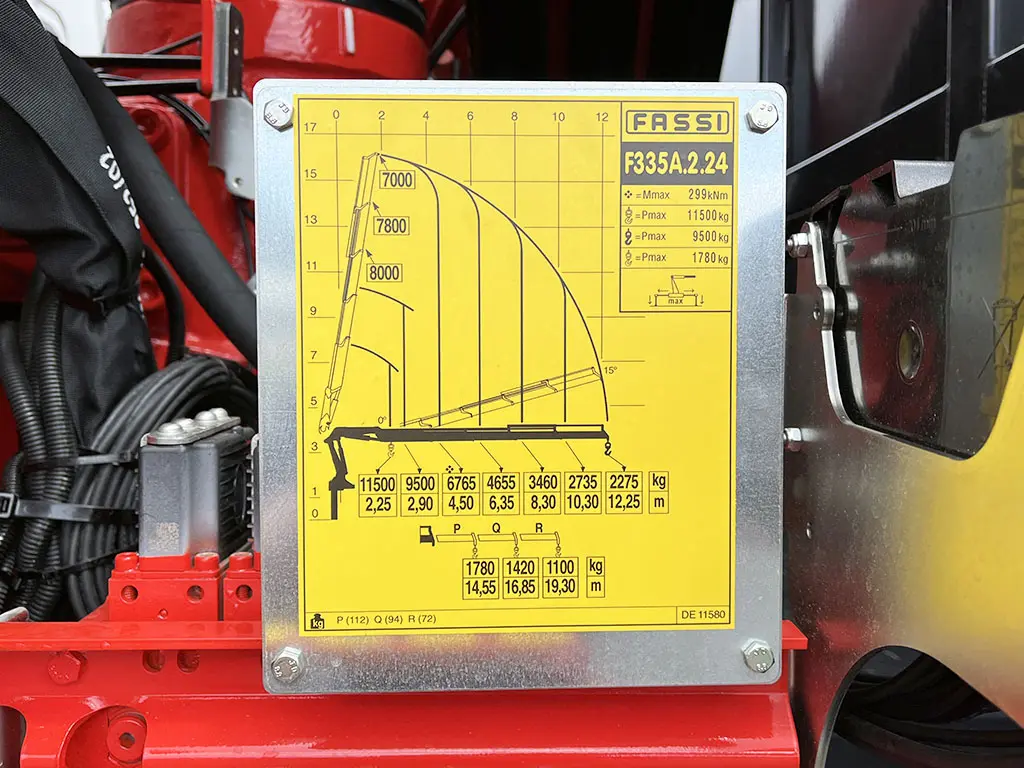 0 2 4 6 8 10 12
17
15
13
11
9
7
5
3
1
0
FASSI
F335A.2.24
=Mmax 299kNm
=Pmax 11500kg
=Pmax 9500kg
=Pmax 1780kg
max
7000
7800
8000
15°
0°
11500 9500 6765 4655 3460 2735 2275 kg
2,25 2,90 4,50 6,35 8,30 10,30 12,25 m
P Q R
1780 1420 1100 kg
14,55 16,85 19,30 m
kg P (112) Q (94) R (72)
DE 11580